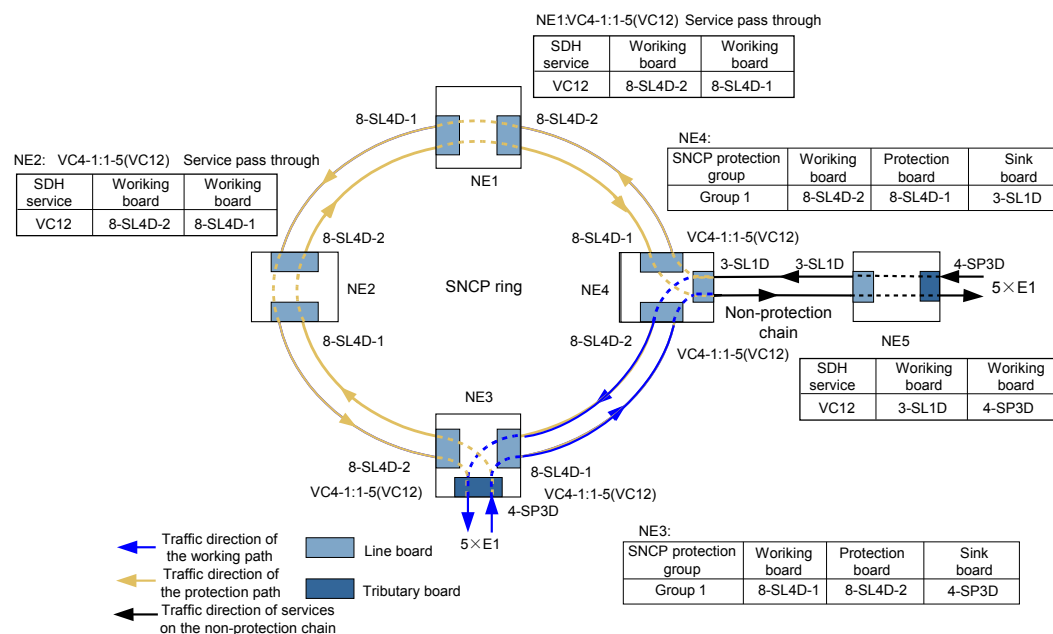 NE1:VC4-1:1-5(VC12) Service pass through
SDH service Woriking board Working board
VC12 8-SL4D-2 8-SL4D-1
8-SL4D-1
8-SL4D-2
NE1
NE2: VC4-1:1-5(VC12) Service pass through
SDH service Working board Woriking board
VC12 8-SL4D-2 8-SL4D-1
NE4:
SNCP protection group Working board Protection board Sink board
Group 1 8-SL4D-2 8-SL4D-1 3-SL1D
8-SL4D-2
8-SL4D-1
VC4-1:1-5(VC12)
3-SL1D
3-SL1D
4-SP3D
NE2
SNCP ring
NE4
5×E1
Non-protection chain
8-SL4D-1
8-SL4D-2
VC4-1:1-5(VC12)
NE5
SDH service Working board Working board
VC12 3-SL1D 4-SP3D
NE3
8-SL4D-2
8-SL4D-1
VC4-1:1-5(VC12)
VC4-1:1-5(VC12)
4-SP3D
5×E1
NE3:
SNCP protection group Working board Protection board Sink board
Group 1 8-SL4D-1 8-SL4D-2 4-SP3D
Traffic direction of the working path
Line board
Traffic direction of the protection path
Tributary board
Traffic direction of services on the non-protection chain